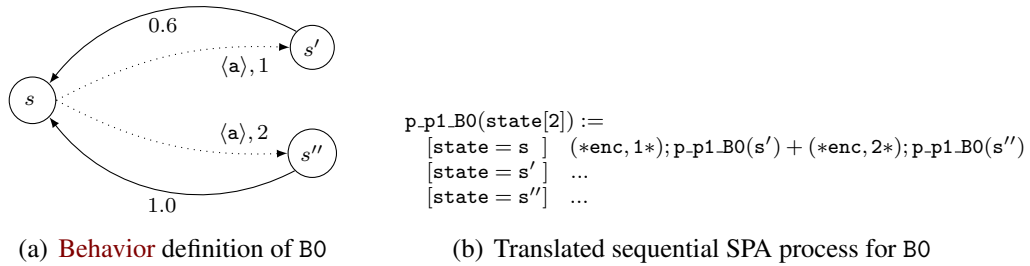 0.6
s′
⟨a⟩, 1
s
⟨a⟩, 2
s″
1.0
p_p1_B0(state[2]) :=
[state = s ] (*enc, 1*); p_p1_B0(s′) + (*enc, 2*); p_p1_B0(s″)
[state = s′ ] ...
[state = s″] ...
(a) Behavior definition of B0
(b) Translated sequential SPA process for B0